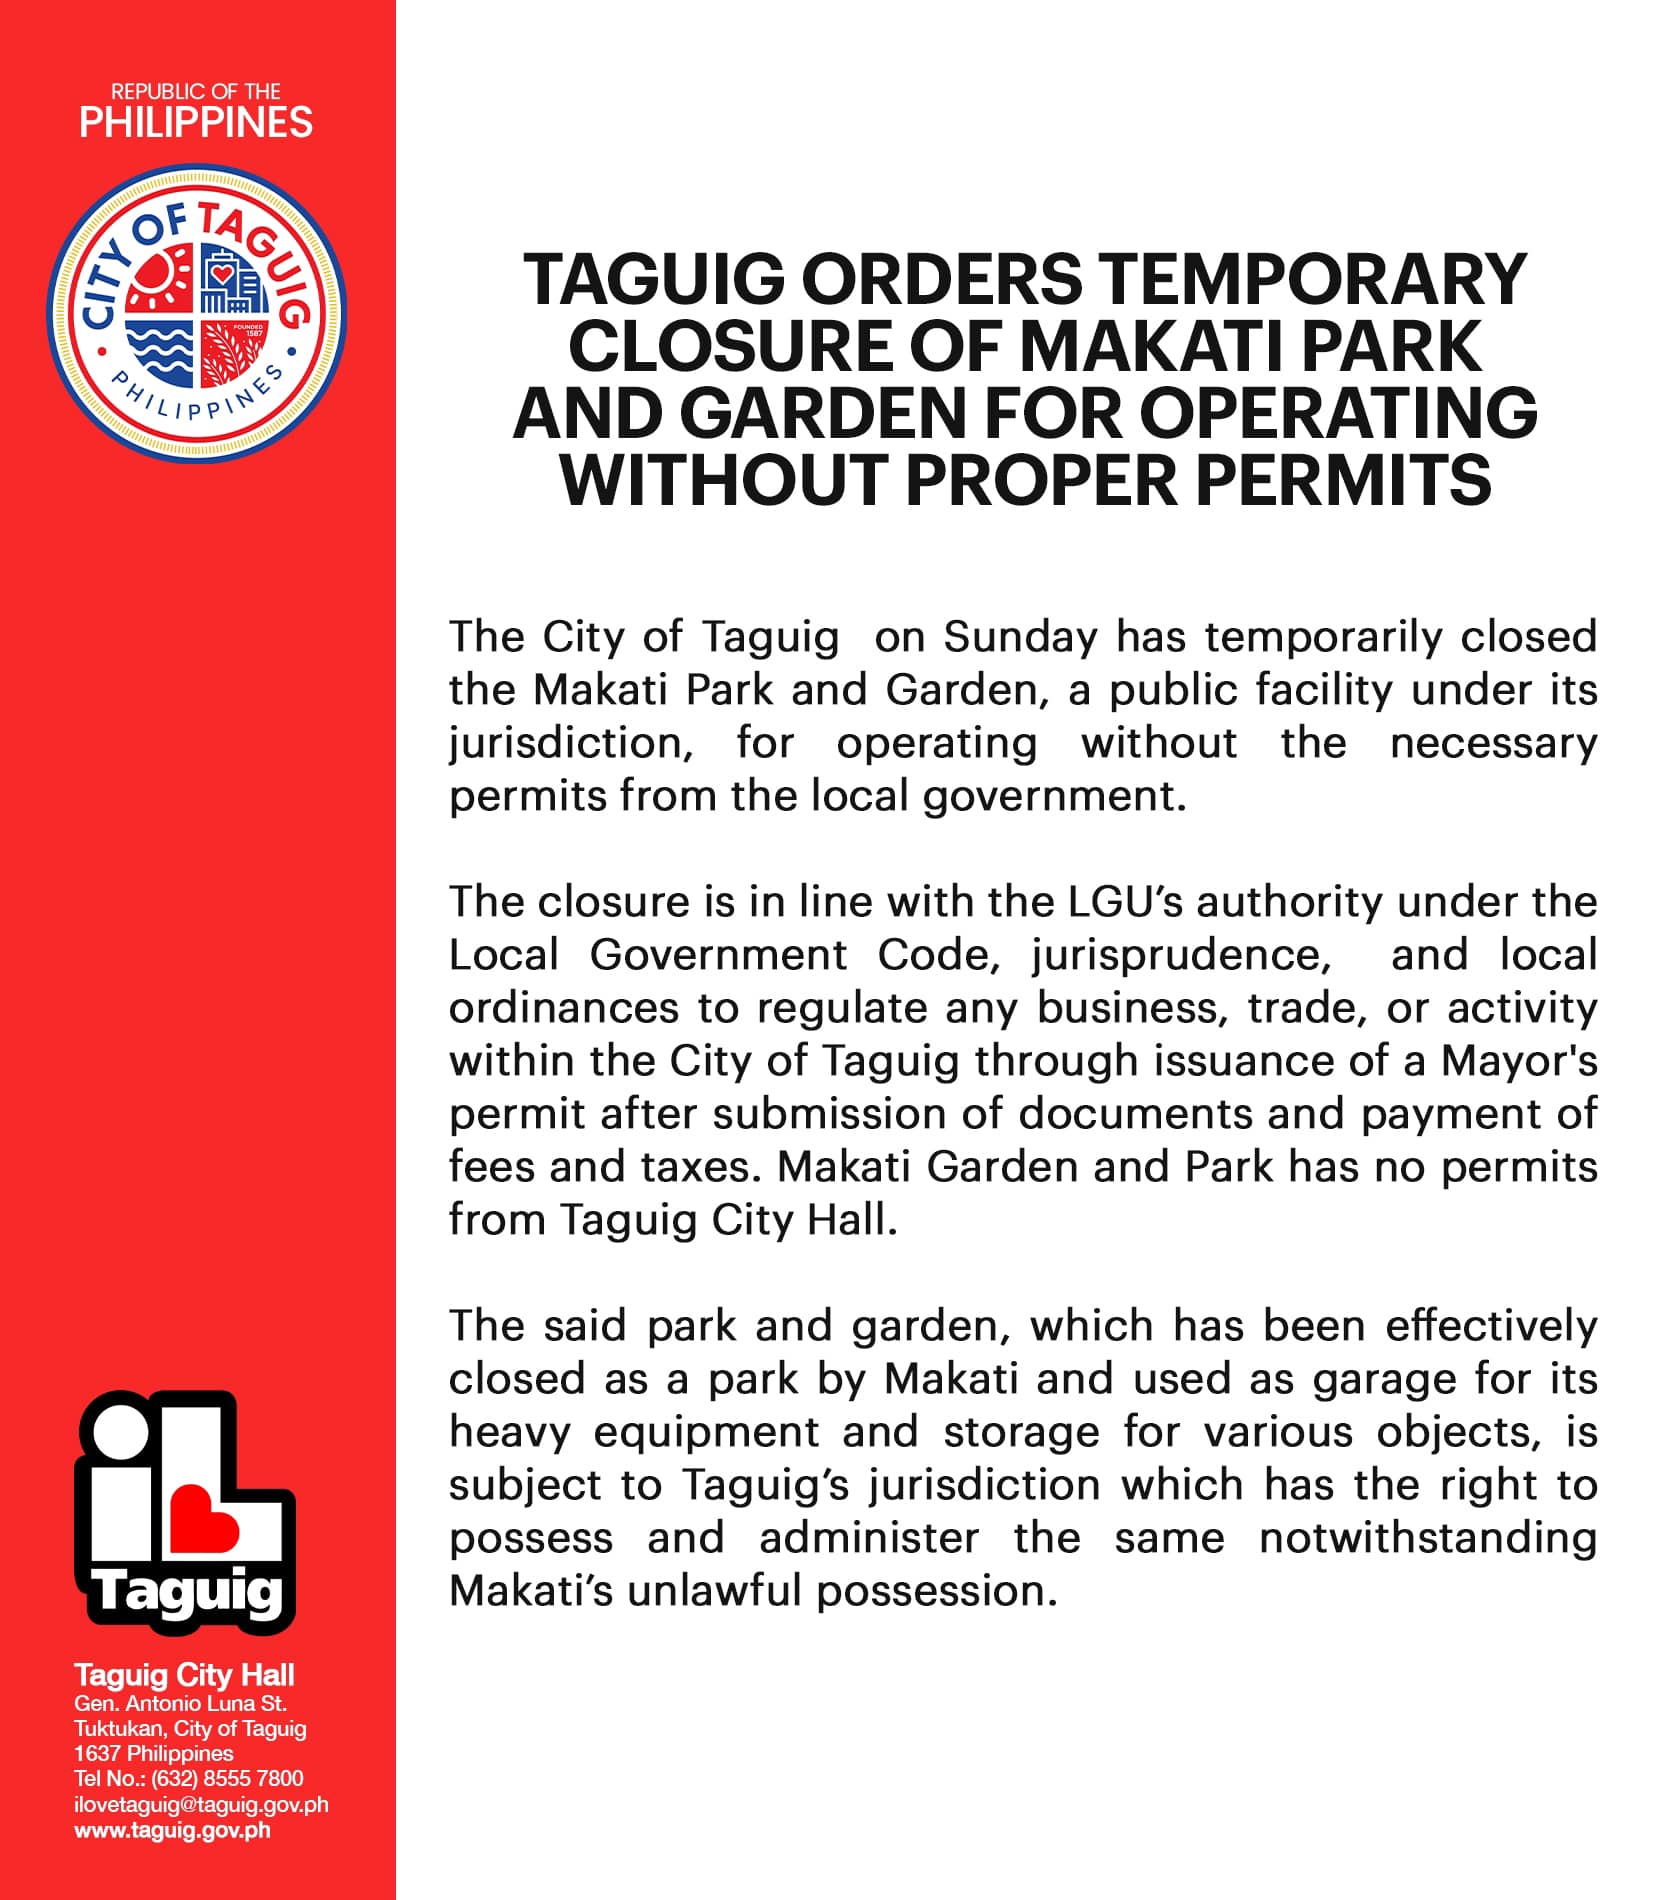 REPUBLIC OF THE
PHILIPPINES
CITY OF TAGUIG
FOUNDED
1587
PHILIPPINES
TAGUIG ORDERS TEMPORARY
CLOSURE OF MAKATI PARK
AND GARDEN FOR OPERATING
WITHOUT PROPER PERMITS
The City of Taguig on Sunday has temporarily closed
the Makati Park and Garden, a public facility under its
jurisdiction, for operating without the necessary
permits from the local government.
The closure is in line with the LGU’s authority under the
Local Government Code, jurisprudence, and local
ordinances to regulate any business, trade, or activity
within the City of Taguig through issuance of a Mayor's
permit after submission of documents and payment of
fees and taxes. Makati Garden and Park has no permits
from Taguig City Hall.
The said park and garden, which has been effectively
closed as a park by Makati and used as garage for its
heavy equipment and storage for various objects, is
subject to Taguig’s jurisdiction which has the right to
possess and administer the same notwithstanding
Makati’s unlawful possession.
iL
Taguig
Taguig City Hall
Gen. Antonio Luna St.
Tuktukan, City of Taguig
1637 Philippines
Tel No.: (632) 8555 7800
ilovetaguig@taguig.gov.ph
www.taguig.gov.ph